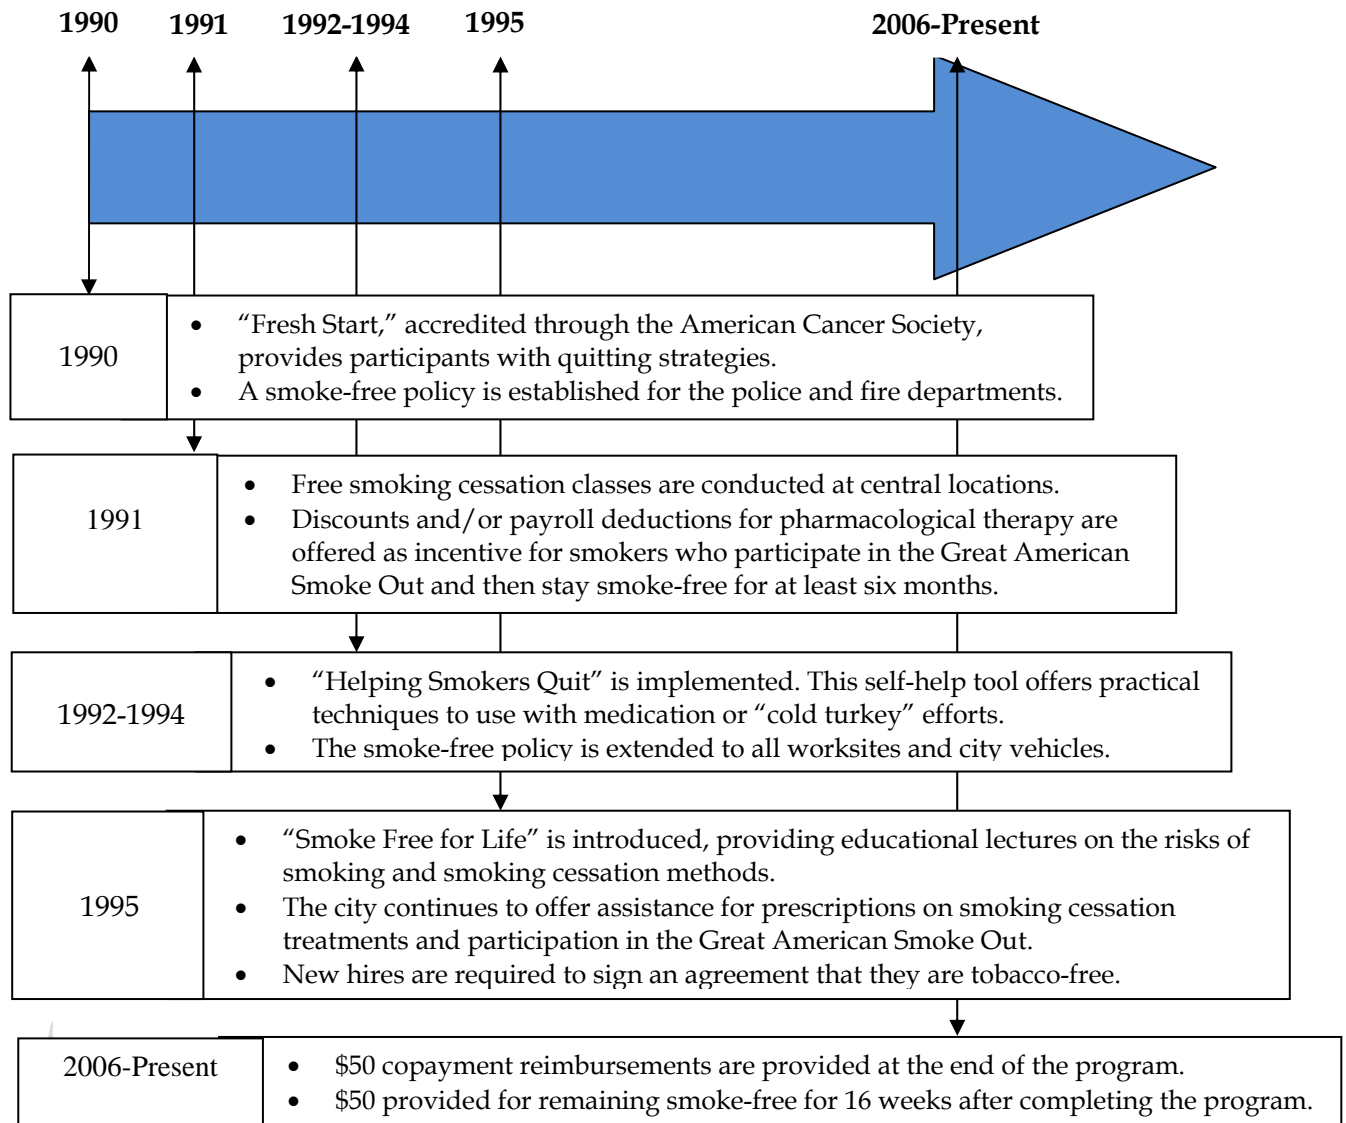 1990 1991 1992-1994 1995 2006-Present
1990
• “Fresh Start,” accredited through the American Cancer Society,
provides participants with quitting strategies.
• A smoke-free policy is established for the police and fire departments.
1991
• Free smoking cessation classes are conducted at central locations.
• Discounts and/or payroll deductions for pharmacological therapy are
offered as incentive for smokers who participate in the Great American
Smoke Out and then stay smoke-free for at least six months.
1992-1994
• “Helping Smokers Quit” is implemented. This self-help tool offers practical
techniques to use with medication or “cold turkey” efforts.
• The smoke-free policy is extended to all worksites and city vehicles.
1995
• “Smoke Free for Life” is introduced, providing educational lectures on the risks of
smoking and smoking cessation methods.
• The city continues to offer assistance for prescriptions on smoking cessation
treatments and participation in the Great American Smoke Out.
• New hires are required to sign an agreement that they are tobacco-free.
2006-Present
• $50 copayment reimbursements are provided at the end of the program.
• $50 provided for remaining smoke-free for 16 weeks after completing the program.